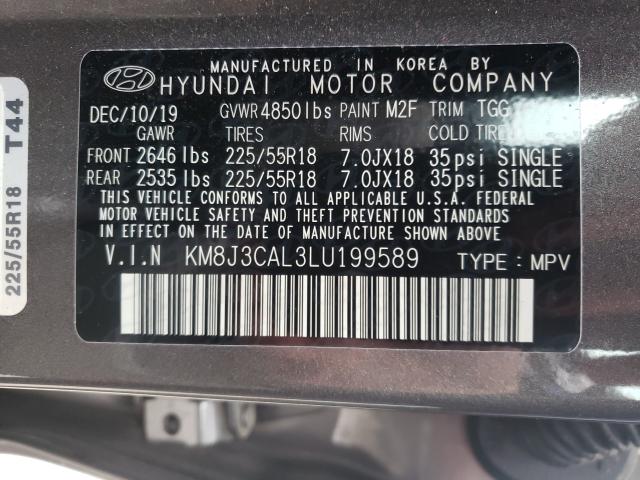 MANUFACTURED IN KOREA BY
HYUNDAI MOTOR COMPANY
DEC/10/19 GVWR 4850lbs PAINT M2F TRIM TGG
GAWR TIRES RIMS COLD TIRE
FRONT 2646 lbs 225/55R18 7.0JX18 35psi SINGLE
REAR 2535 lbs 225/55R18 7.0JX18 35psi SINGLE
THIS VEHICLE CONFORMS TO ALL APPLICABLE U.S.A. FEDERAL
MOTOR VEHICLE SAFETY AND THEFT PREVENTION STANDARDS
IN EFFECT ON THE DATE OF MANUFACTURE SHOWN ABOVE.
V.I.N KM8J3CAL3LU199589 TYPE : MPV
225/55R18 T44